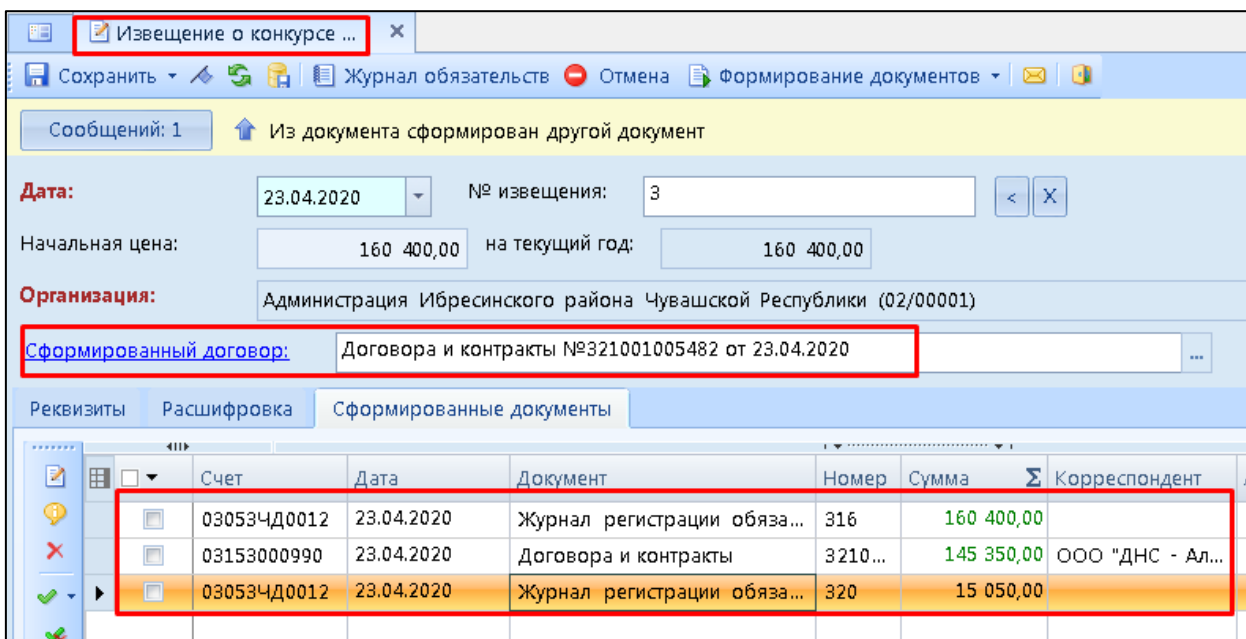 Извещение о конкурсе ...
Сохранить Журнал обязательств Отмена Формирование документов
Сообщений: 1 Из документа сформирован другой документ
Дата: 23.04.2020 № извещения: 3 < X
Начальная цена: 160 400,00 на текущий год: 160 400,00
Организация: Администрация Ибресинского района Чувашской Республики (02/00001)
Сформированный договор: Договора и контракты №321001005482 от 23.04.2020 ...
Реквизиты Расшифровка Сформированные документы
Счет Дата Документ Номер Сумма Σ Корреспондент
03053ЧД0012 23.04.2020 Журнал регистрации обяза... 316 160 400,00
03153000990 23.04.2020 Договора и контракты 3210... 145 350,00 ООО "ДНС - Ал...
03053ЧД0012 23.04.2020 Журнал регистрации обяза... 320 15 050,00